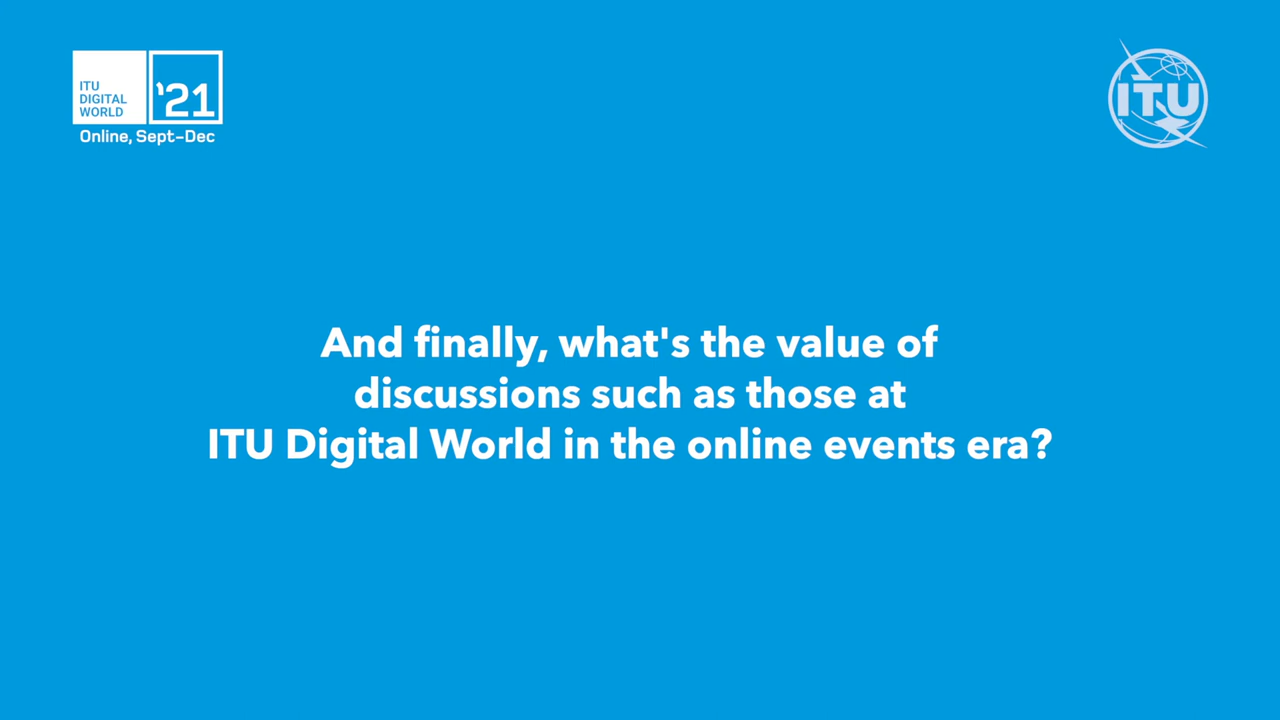 ITU
DIGITAL
WORLD
'21
Online, Sept-Dec
ITU
And finally, what's the value of
discussions such as those at
ITU Digital World in the online events era?